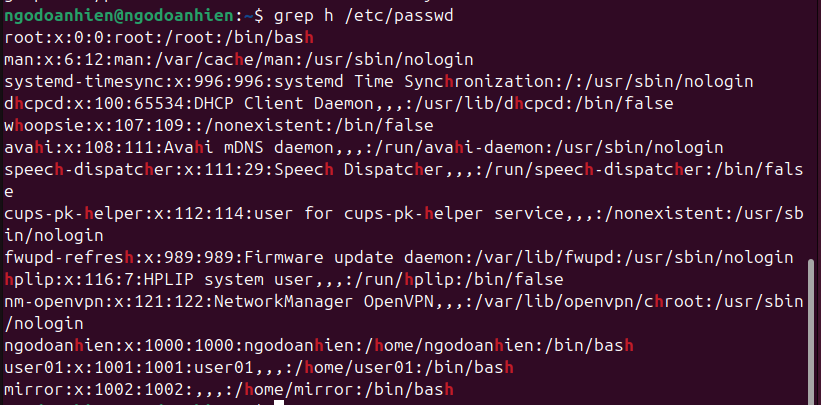 ngodoanhien@ngodoanhien:~$ grep h /etc/passwd
root:x:0:0:root:/root:/bin/bash
man:x:6:12:man:/var/cache/man:/usr/sbin/nologin
systemd-timesync:x:996:996:systemd Time Synchronization:/:/usr/sbin/nologin
dhcpcd:x:100:65534:DHCP Client Daemon,,,:/usr/lib/dhcpcd:/bin/false
whoopsie:x:107:109::/nonexistent:/bin/false
avahi:x:108:111:Avahi mDNS daemon,,,:/run/avahi-daemon:/usr/sbin/nologin
speech-dispatcher:x:111:29:Speech Dispatcher,,,:/run/speech-dispatcher:/bin/fals
e
cups-pk-helper:x:112:114:user for cups-pk-helper service,,,:/nonexistent:/usr/sb
in/nologin
fwupd-refresh:x:989:989:Firmware update daemon:/var/lib/fwupd:/usr/sbin/nologin
hplip:x:116:7:HPLIP system user,,,:/run/hplip:/bin/false
nm-openvpn:x:121:122:NetworkManager OpenVPN,,,:/var/lib/openvpn/chroot:/usr/sbin
/nologin
ngodoanhien:x:1000:1000:ngodoanhien:/home/ngodoanhien:/bin/bash
user01:x:1001:1001:user01,,,:/home/user01:/bin/bash
mirror:x:1002:1002:,,,:/home/mirror:/bin/bash